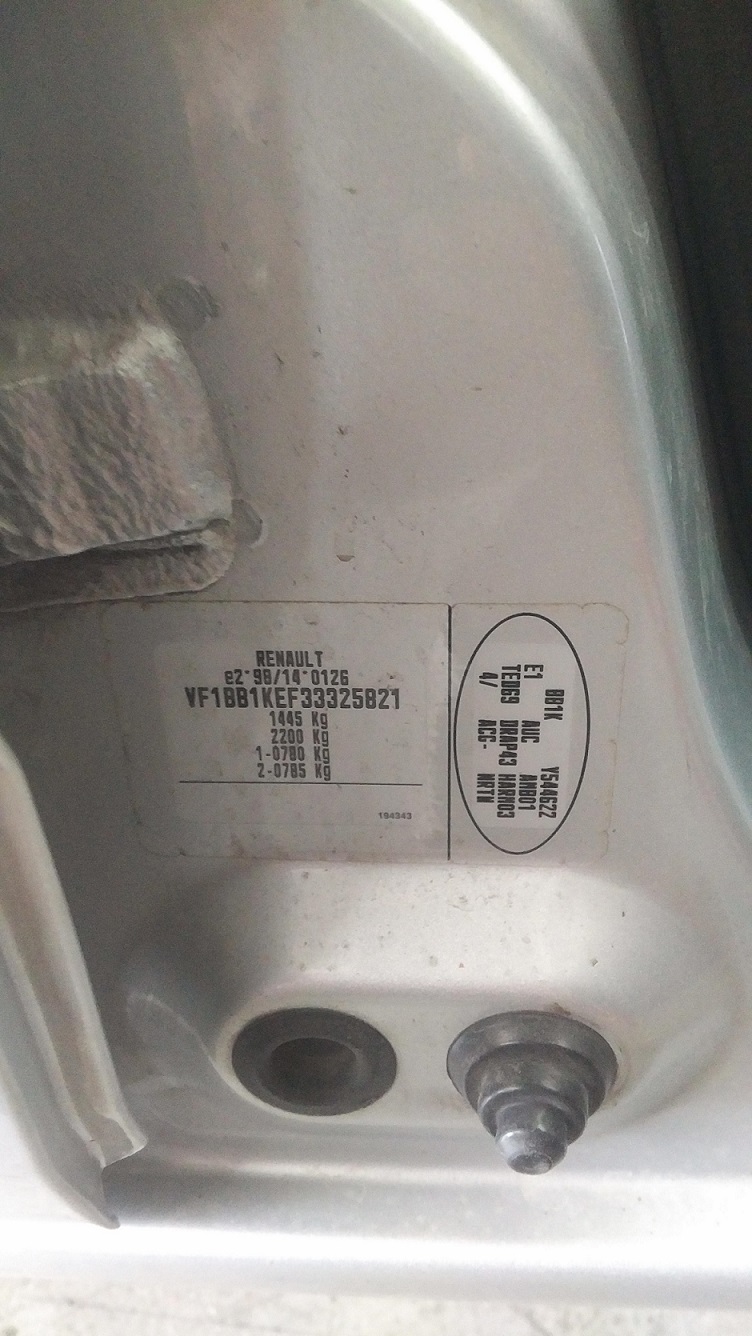 RENAULT
e2*98/14*0126
VF1BB1KEF33325821
1445 Kg
2200 Kg
1-0780 Kg
2-0785 Kg
194343
BB1K Y544622
E1 AUC ANB01
TED69 DRAP43 HARM03
4/ ACG- NRTN